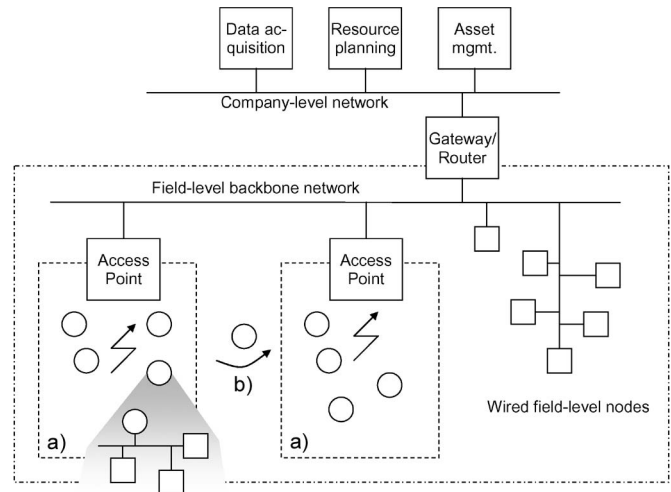 Data ac-
quisition
Resource
planning
Asset
mgmt.
Company-level network
Gateway/
Router
Field-level backbone network
Access
Point
Access
Point
b)
a)
a)
Wired field-level nodes